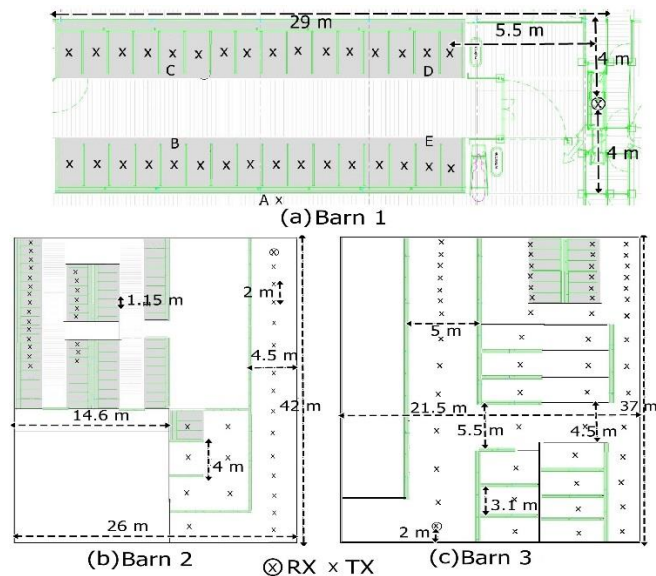 29 m
5.5 m
4 m
C
D
B
E
4 m
A x
(a) Barn 1
2 m
1.15 m
4.5 m
14.6 m
42 m
4 m
26 m
(b) Barn 2
5 m
21.5 m
37 m
5.5 m
4.5 m
3.1 m
2 m
(c) Barn 3
ⓧ RX x TX